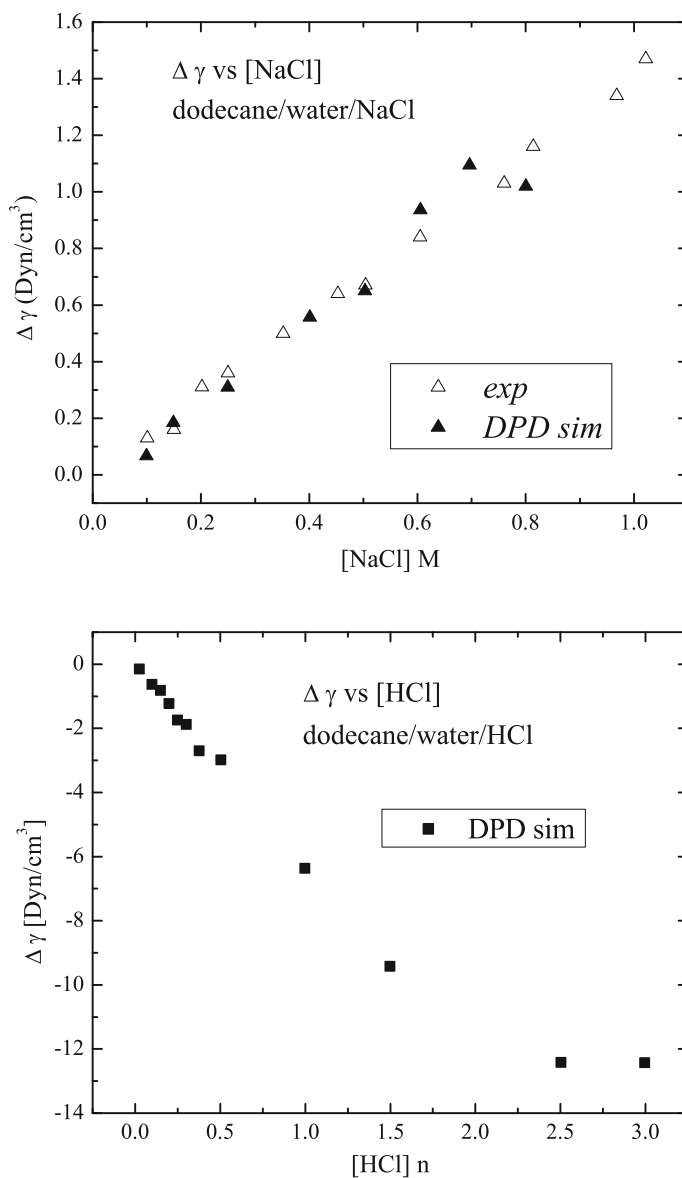 1.6
1.4
1.2
1.0
0.8
0.6
0.4
0.2
0.0
Δ γ (Dyn/cm³)
Δ γ vs [NaCl]
dodecane/water/NaCl
exp
DPD sim
0.0 0.2 0.4 0.6 0.8 1.0
[NaCl] M
0
-2
-4
-6
-8
-10
-12
-14
Δ γ [Dyn/cm³]
Δ γ vs [HCl]
dodecane/water/HCl
DPD sim
0.0 0.5 1.0 1.5 2.0 2.5 3.0
[HCl] n